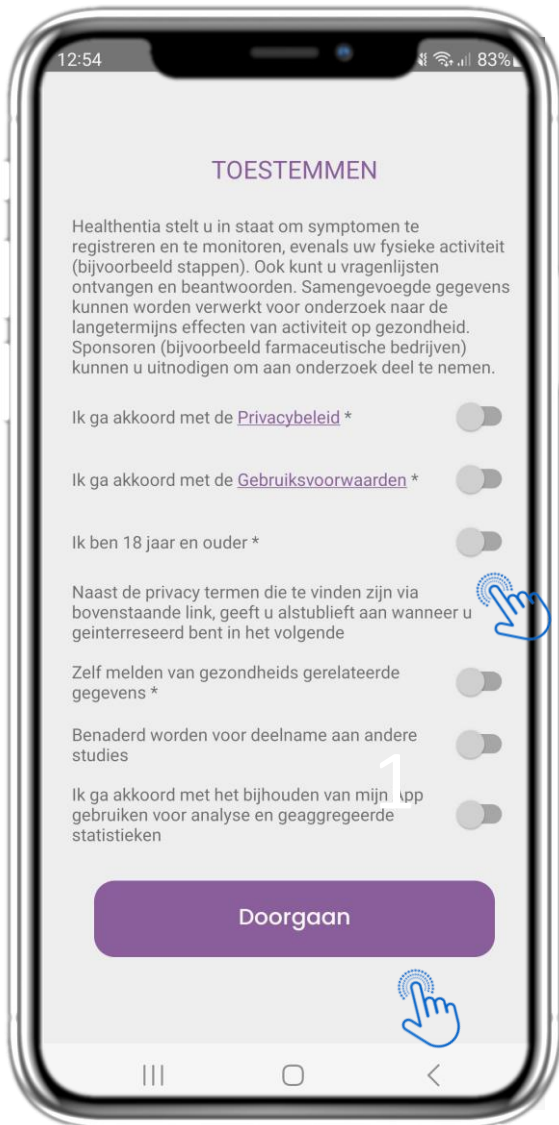 12:54
83%
TOESTEMMEN
Healthentia stelt u in staat om symptomen te
registreren en te monitoren, evenals uw fysieke activiteit
(bijvoorbeeld stappen). Ook kunt u vragenlijsten
ontvangen en beantwoorden. Samengevoegde gegevens
kunnen worden verwerkt voor onderzoek naar de
langetermijns effecten van activiteit op gezondheid.
Sponsoren (bijvoorbeeld farmaceutische bedrijven)
kunnen u uitnodigen om aan onderzoek deel te nemen.
Ik ga akkoord met de Privacybeleid *
Ik ga akkoord met de Gebruiksvoorwaarden *
Ik ben 18 jaar en ouder *
Naast de privacy termen die te vinden zijn via
bovenstaande link, geeft u alstublieft aan wanneer u
geinterreseerd bent in het volgende
Zelf melden van gezondheids gerelateerde
gegevens *
Benaderd worden voor deelname aan andere
studies
1
Ik ga akkoord met het bijhouden van mijn App
gebruiken voor analyse en geaggregeerde
statistieken
Doorgaan